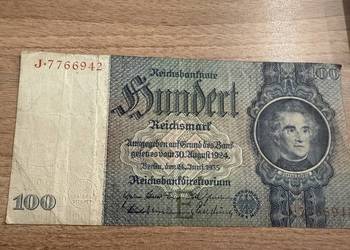 J·7766942
Reichsbanknote
100
Hundert
Reichsmark
Ausgegeben auf Grund des Bank-
gesetzes vom 30. August 1924
Berlin, den 24. Juni 1935
Reichsbankdirektorium
100